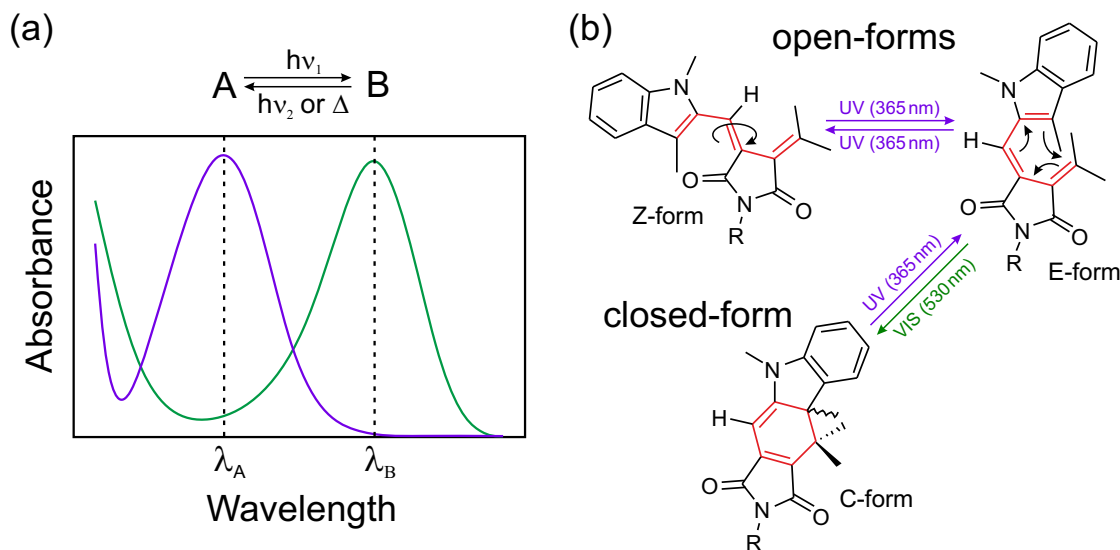 (a)
A
hν₁
hν₂ or Δ
B
Absorbance
λA
λB
Wavelength
(b)
open-forms
N
H
O
N
O
R
Z-form
UV (365 nm)
UV (365 nm)
N
H
O
N
O
R
E-form
UV (365 nm)
VIS (530 nm)
closed-form
N
H
O
N
O
R
C-form